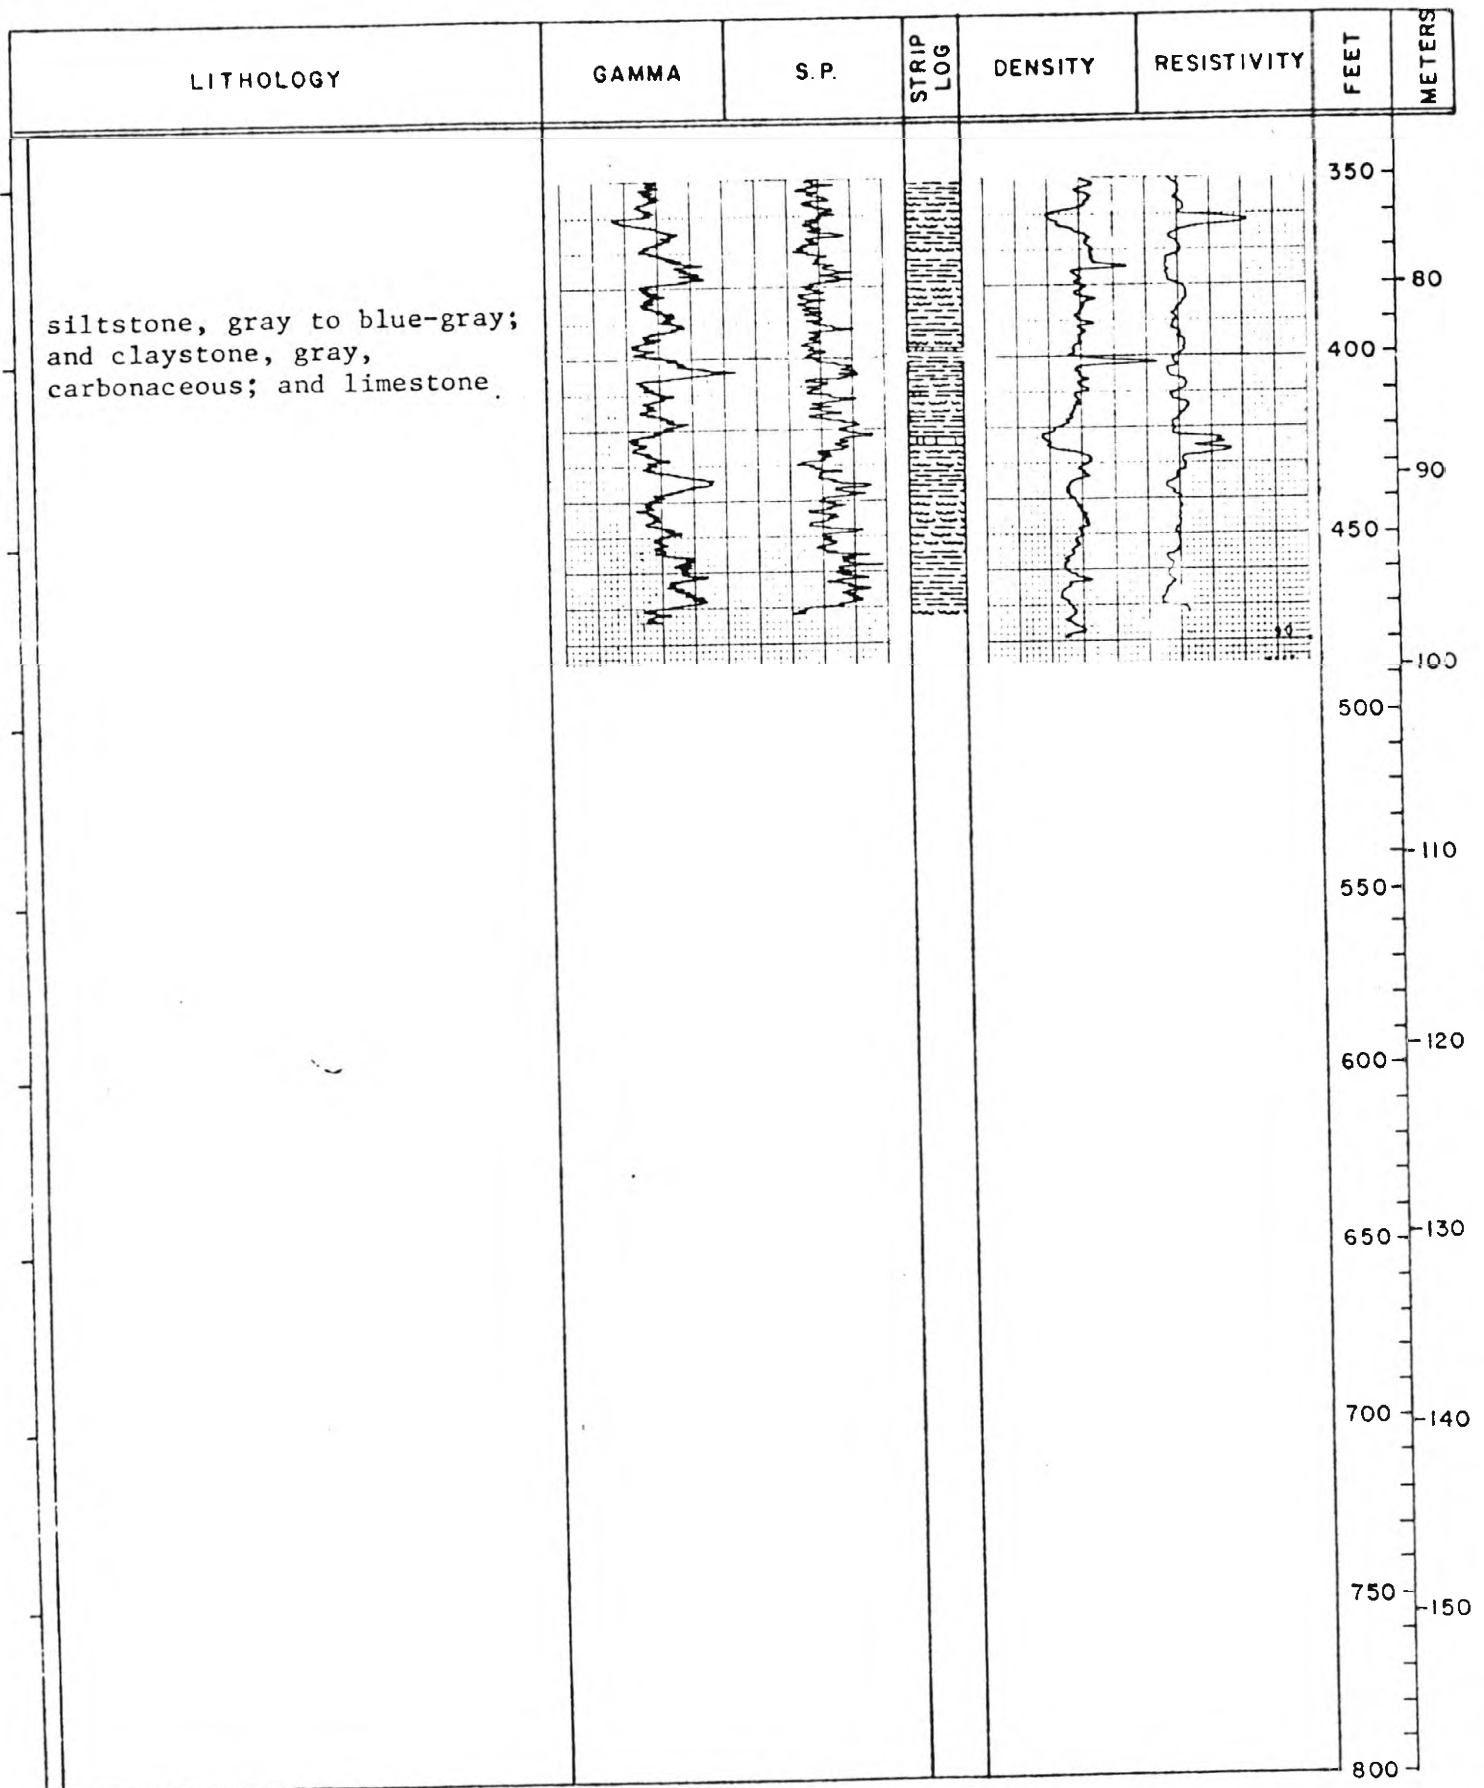 LITHOLOGY
GAMMA
S.P.
STRIP LOG
DENSITY
RESISTIVITY
FEET
METERS
siltstone, gray to blue-gray;
and claystone, gray,
carbonaceous; and limestone
350
80
400
90
450
100
500
110
550
120
600
130
650
700
140
750
150
800